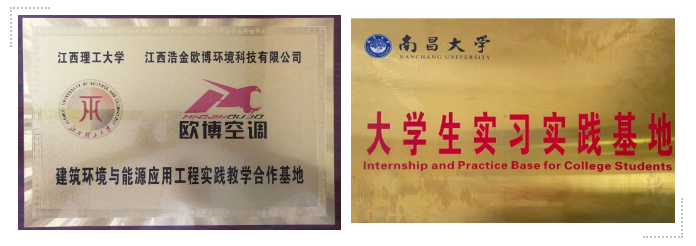 江西理工大学 江西浩金欧博环境科技有限公司
HAOJINOUBO
欧博空调
建筑环境与能源应用工程实践教学合作基地
南昌大学
NANCHANG UNIVERSITY
大学生实习实践基地
Internship and Practice Base for College Students